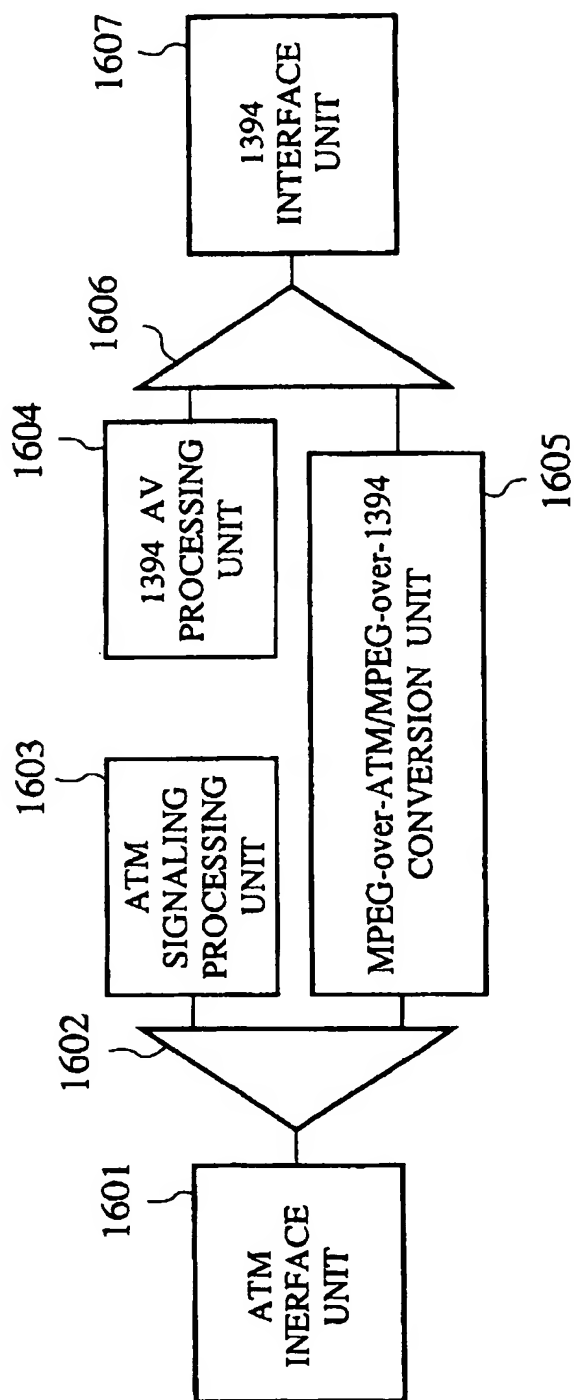 1601
ATM
INERFACE
UNIT
1602
1603
ATM
SIGNALING
PROCESSING
UNIT
1604
1394 AV
PROCESSING
UNIT
MPEG-over-ATM/MPEG-over-1394
CONVERSION UNIT
1605
1606
1607
1394
INTERFACE
UNIT